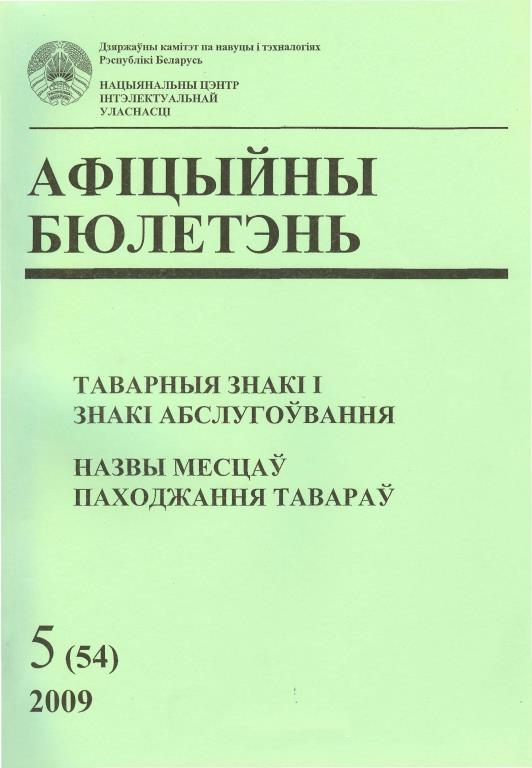 Дзяржаўны камітэт па навуцы і тэхналогіях
Рэспублікі Беларусь
НАЦЫЯНАЛЬНЫ ЦЭНТР
ІНТЭЛЕКТУАЛЬНАЙ
УЛАСНАСЦІ
АФІЦЫЙНЫ
БЮЛЕТЭНЬ
ТАВАРНЫЯ ЗНАКІ І
ЗНАКІ АБСЛУГОЎВАННЯ
НАЗВЫ МЕСЦАЎ
ПАХОДЖАННЯ ТАВАРАЎ
5 (54)
2009